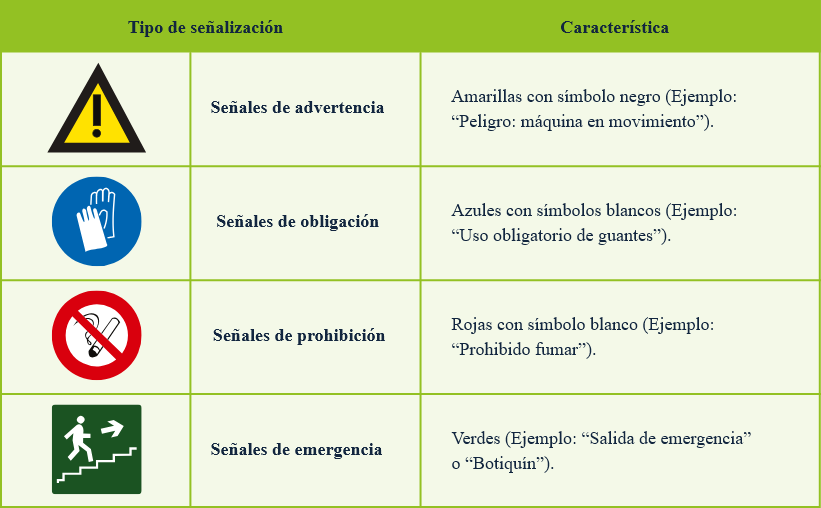 Tipo de señalización
Característica
Señales de advertencia
Amarillas con símbolo negro (Ejemplo:
“Peligro: máquina en movimiento”).
Señales de obligación
Azules con símbolos blancos (Ejemplo:
“Uso obligatorio de guantes”).
Señales de prohibición
Rojas con símbolo blanco (Ejemplo:
“Prohibido fumar”).
Señales de emergencia
Verdes (Ejemplo: “Salida de emergencia”
o “Botiquín”).